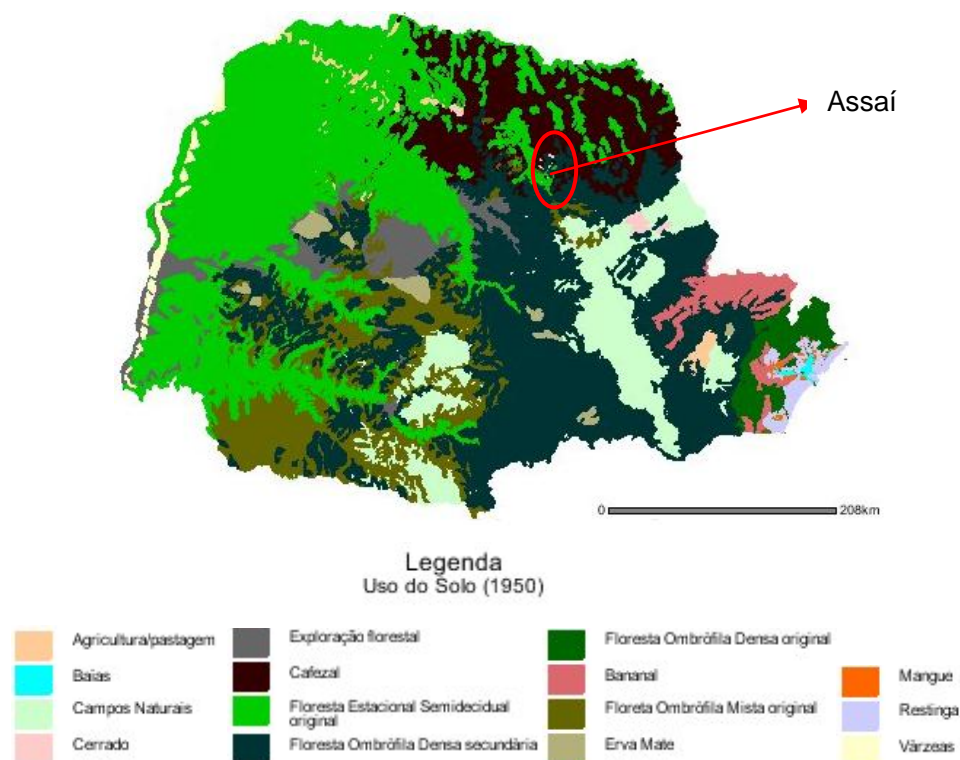 Assaí
0 208km
Legenda
Uso do Solo (1950)
Agricultura/pastagem
Baias
Campos Naturais
Cerrado
Exploração florestal
Cafezal
Floresta Estacional Semidecidual
original
Floresta Ombrófila Densa secundária
Floresta Ombrófila Densa original
Bananal
Floreta Ombrófila Mista original
Erva Mate
Mangue
Restinga
Várzeas